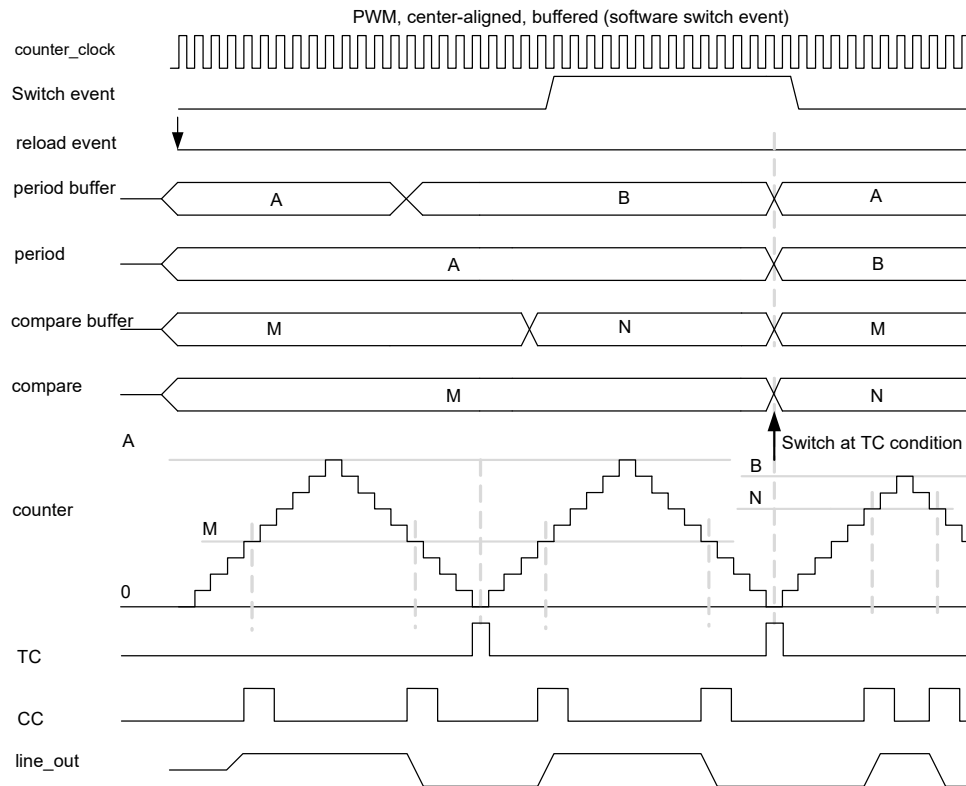 PWM, center-aligned, buffered (software switch event)
counter_clock
Switch event
reload event
period buffer
A
B
A
period
A
B
compare buffer
M
N
M
compare
M
N
A
Switch at TC condition
B
counter
N
M
0
TC
CC
line_out